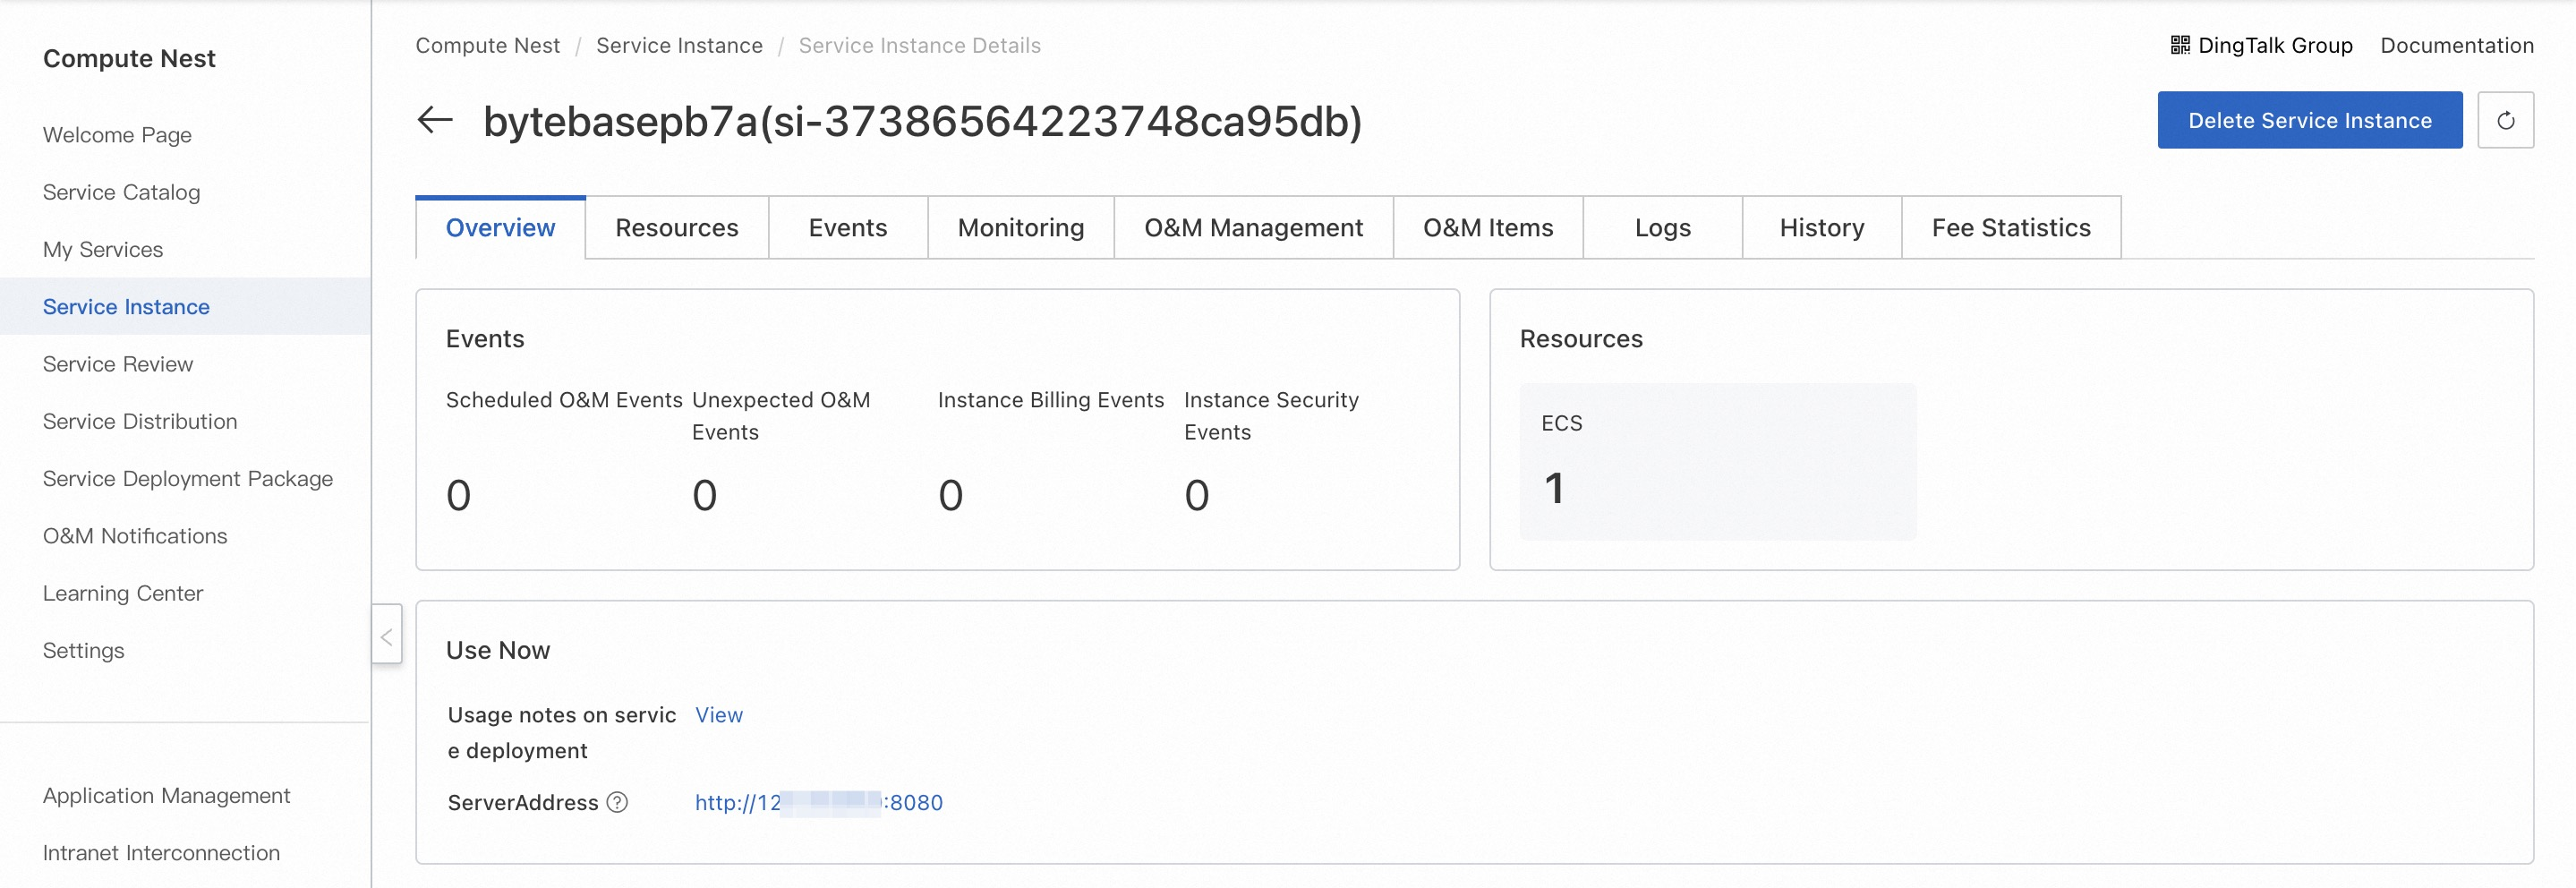 Compute Nest
Welcome Page
Service Catalog
My Services
Service Instance
Service Review
Service Distribution
Service Deployment Package
O&M Notifications
Learning Center
Settings
Application Management
Intranet Interconnection
Compute Nest / Service Instance / Service Instance Details
DingTalk Group Documentation
bytebasepb7a(si-37386564223748ca95db)
Delete Service Instance
Overview Resources Events Monitoring O&M Management O&M Items Logs History Fee Statistics
Events
Scheduled O&M Events
0
Unexpected O&M
Events
0
Instance Billing Events
0
Instance Security
Events
0
Resources
ECS
1
Use Now
Usage notes on servic View
e deployment
ServerAddress http://12 :8080